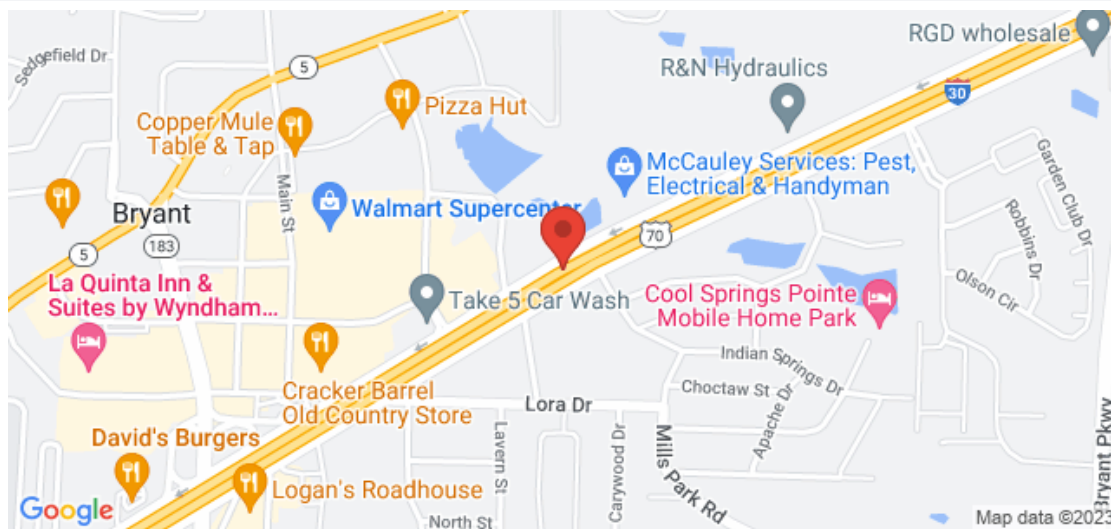 Sedgefield Dr
5
RGD wholesale
R&N Hydraulics
30
Pizza Hut
Copper Mule
Table & Tap
McCauley Services: Pest,
Electrical & Handyman
Garden Club Dr
Main St
Walmart Supercenter
Robbins Dr
Bryant
183
70
5
La Quinta Inn &
Suites by Wyndham...
Take 5 Car Wash
Cool Springs Pointe
Mobile Home Park
Olson Cir
Indian Springs Dr
Cracker Barrel
Old Country Store
Choctaw St
Lora Dr
Apache Dr
David's Burgers
Lavern St
Carywood Dr
Mills Park Rd
Bryant Pkwy
Logan's Roadhouse
North St
Google
Map data ©2023